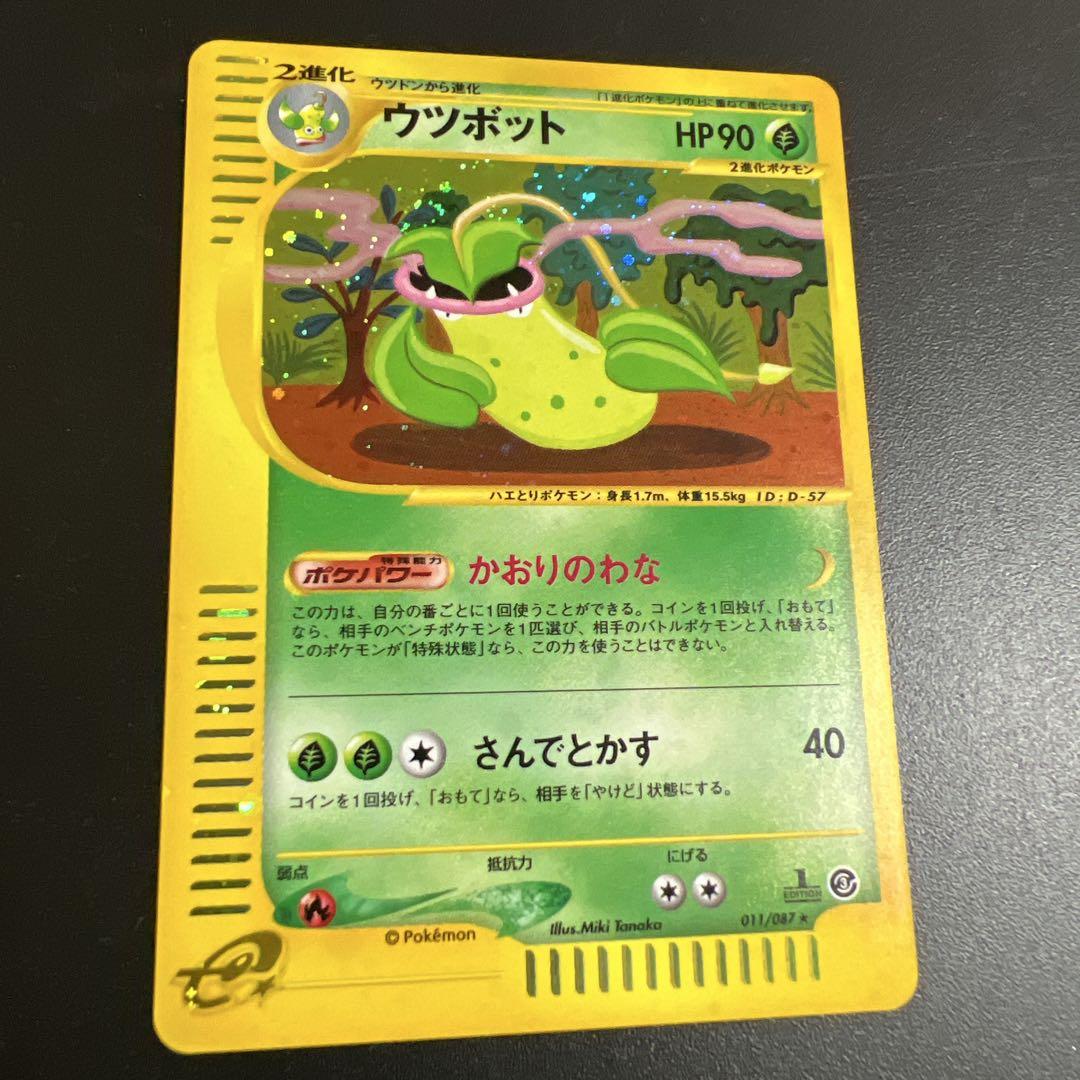 2進化
ウツドンから進化
「1進化ポケモン」の上に重ねて進化させます。
ウツボット
HP90
2進化ポケモン
ハエとりポケモン：身長1.7m、体重15.5kg ID：D-57
特殊能力
ポケパワー
かおりのわな
この力は、自分の番ごとに1回使うことができる。コインを1回投げ、「おもて」
なら、相手のベンチポケモンを1匹選び、相手のバトルポケモンと入れ替える。
このポケモンが「特殊状態」なら、この力を使うことはできない。
さんでとかす
40
コインを1回投げ、「おもて」なら、相手を「やけど」状態にする。
弱点
抵抗力
にげる
1
EDITION
3
© Pokémon
Illus. Miki Tanaka
011/087
e